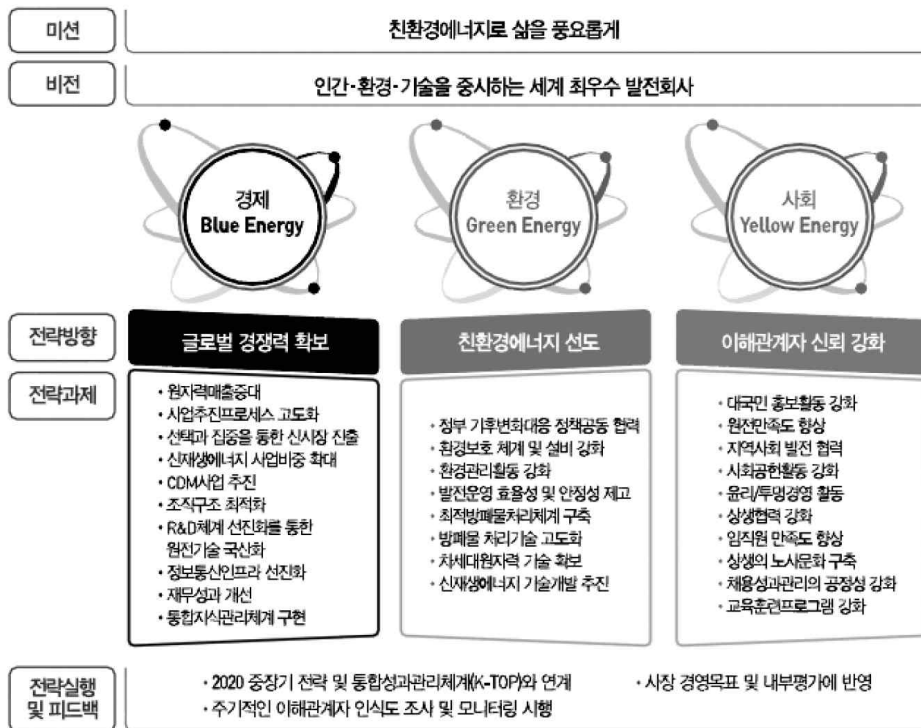 미션
친환경에너지로 삶을 풍요롭게
비전
인간-환경-기술을 중시하는 세계 최우수 발전회사
경제
Blue Energy
환경
Green Energy
사회
Yellow Energy
전략방향
글로벌 경쟁력 확보
친환경에너지 선도
이해관계자 신뢰 강화
전략과제
• 원자력매출증대
• 사업추진프로세스 고도화
• 선택과 집중을 통한 신시장 진출
• 신재생에너지 사업비중 확대
• CDM사업 추진
• 조직구조 최적화
• R&D체계 선진화를 통한
원전기술 국산화
• 정보통신인프라 선진화
• 재무성과 개선
• 통합지식관리체계 구현
• 정부 기후변화대응 정책공동 협력
• 환경보호 체계 및 설비 강화
• 환경관리활동 강화
• 발전운영 효율성 및 안정성 제고
• 최적방폐물처리체계 구축
• 방폐물 처리기술 고도화
• 차세대원자력 기술 확보
• 신재생에너지 기술개발 추진
• 대국민 홍보활동 강화
• 원전만족도 향상
• 지역사회 발전 협력
• 사회공헌활동 강화
• 윤리/투명경영 활동
• 상생협력 강화
• 임직원 만족도 향상
• 상생의 노사문화 구축
• 채용성과관리의 공정성 강화
• 교육훈련프로그램 강화
전략실행
및 피드백
• 2020 중장기 전략 및 통합성과관리체계(K-TOP)와 연계
• 사장 경영목표 및 내부평가에 반영
• 주기적인 이해관계자 인식도 조사 및 모니터링 시행